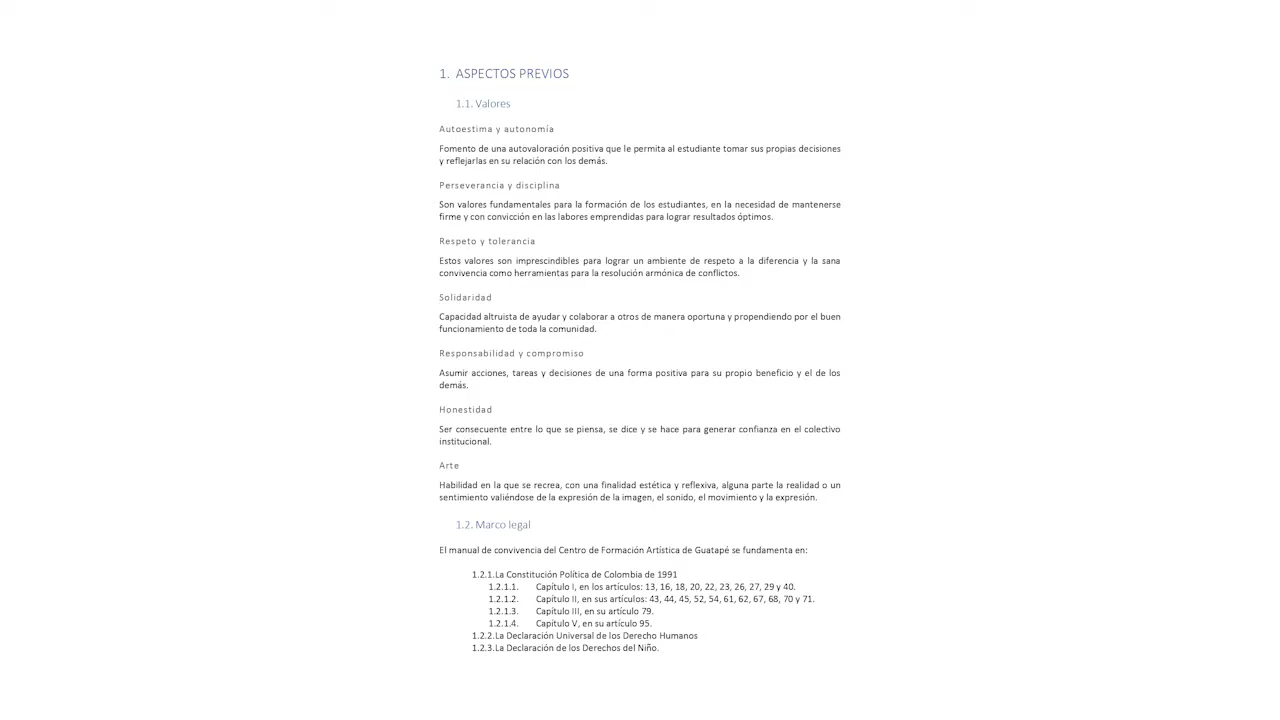 1. ASPECTOS PREVIOS
1.1. Valores
Autoestima y autonomía
Fomento de una autovaloración positiva que le permita al estudiante tomar sus propias decisiones
y reflejarlas en su relación con los demás.
Perseverancia y disciplina
Son valores fundamentales para la formación de los estudiantes, en la necesidad de mantenerse
firme y con convicción en las labores emprendidas para lograr resultados óptimos.
Respeto y tolerancia
Estos valores son imprescindibles para lograr un ambiente de respeto a la diferencia y la sana
convivencia como herramientas para la resolución armónica de conflictos.
Solidaridad
Capacidad altruista de ayudar y colaborar a otros de manera oportuna y propendiendo por el buen
funcionamiento de toda la comunidad.
Responsabilidad y compromiso
Asumir acciones, tareas y decisiones de una forma positiva para su propio beneficio y el de los
demás.
Honestidad
Ser consecuente entre lo que se piensa, se dice y se hace para generar confianza en el colectivo
institucional.
Arte
Habilidad en la que se recrea, con una finalidad estética y reflexiva, alguna parte la realidad o un
sentimiento valiéndose de la expresión de la imagen, el sonido, el movimiento y la expresión.
1.2. Marco legal
El manual de convivencia del Centro de Formación Artística de Guatapé se fundamenta en:
1.2.1.La Constitución Política de Colombia de 1991
1.2.1.1. Capítulo I, en los artículos: 13, 16, 18, 20, 22, 23, 26, 27, 29 y 40.
1.2.1.2. Capítulo II, en sus artículos: 43, 44, 45, 52, 54, 61, 62, 67, 68, 70 y 71.
1.2.1.3. Capítulo III, en su artículo 79.
1.2.1.4. Capítulo V, en su artículo 95.
1.2.2.La Declaración Universal de los Derecho Humanos
1.2.3.La Declaración de los Derechos del Niño.